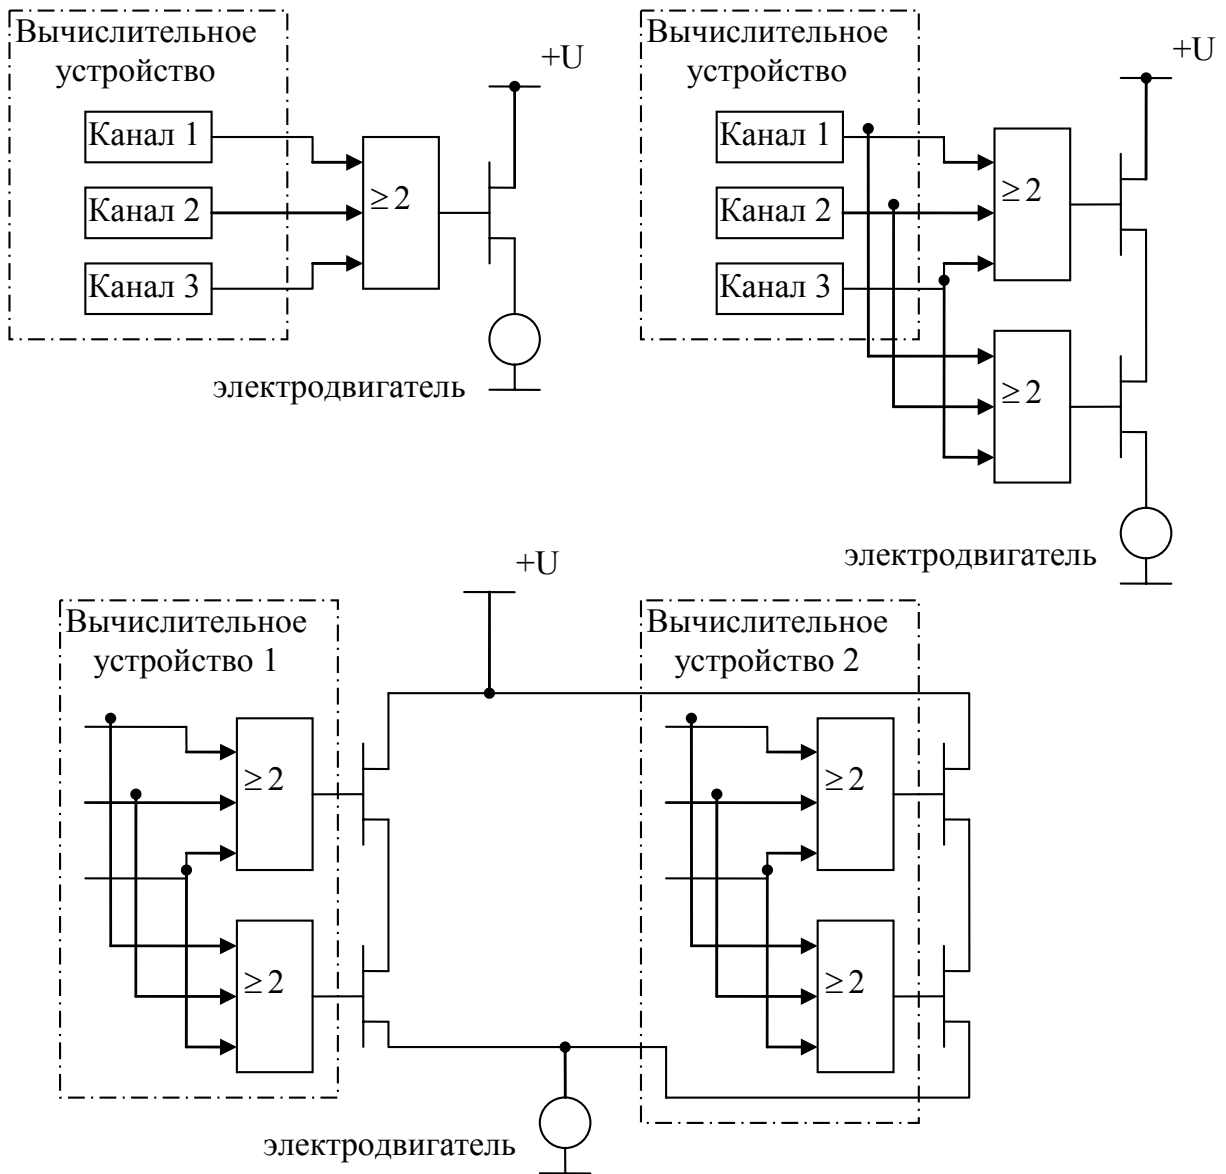 Вычислительное
устройство
+U
Канал 1
Канал 2
Канал 3
≥2
электродвигатель
Вычислительное
устройство
+U
Канал 1
Канал 2
Канал 3
≥2
≥2
электродвигатель
+U
Вычислительное
устройство 1
≥2
≥2
Вычислительное
устройство 2
≥2
≥2
электродвигатель